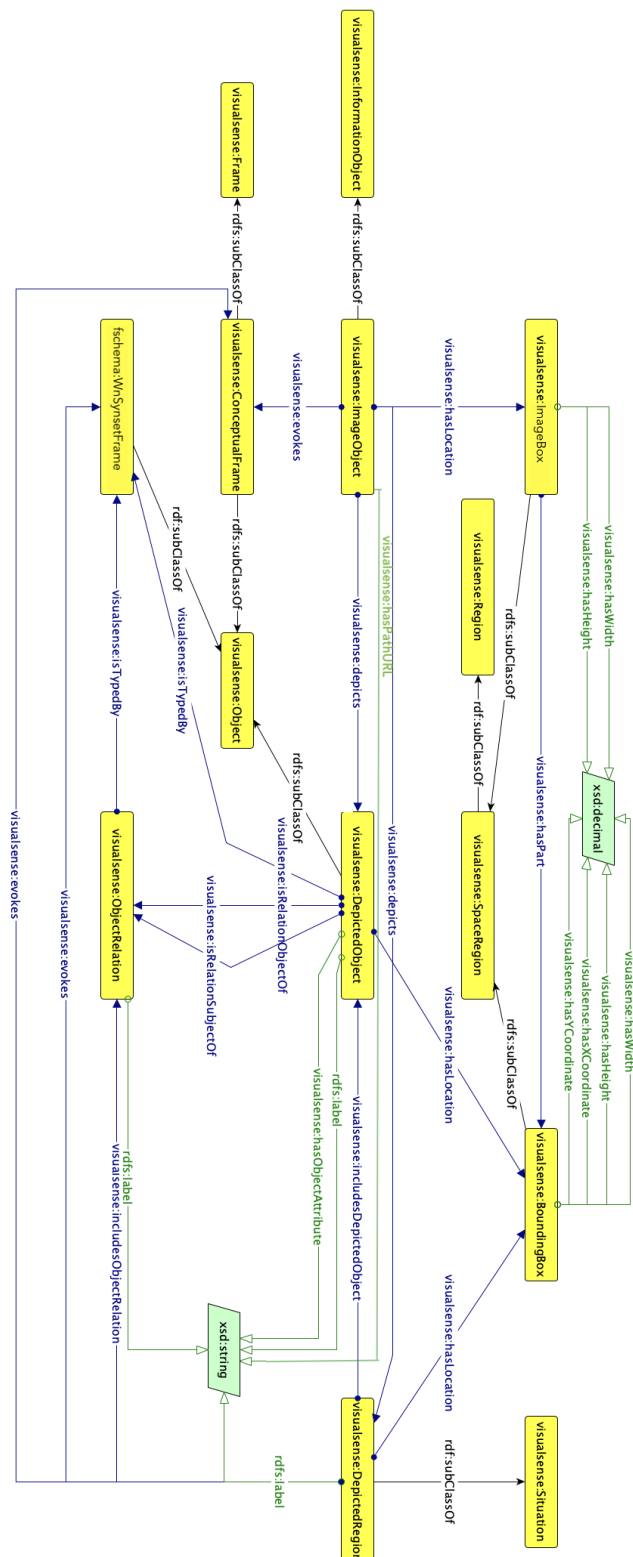 visualsense:InformationObject
visualsense:Frame
rdfs:subClassOf
rdfs:subClassOf
visualsense:ImageBox
visualsense:ImageObject
visualsense:ConceptualFrame
fschema:WnSynsetFrame
visualsense:hasLocation
visualsense:evokes
visualsense:hasWidth
visualsense:hasHeight
visualsense:hasPathURL
rdfs:subClassOf
rdf:subClassOf
visualsense:Region
rdfs:subClassOf
visualsense:depicts
visualsense:isTypedBy
visualsense:isTypedBy
visualsense:Object
visualsense:hasPart
rdf:subClassOf
rdfs:subClassOf
xsd:decimal
visualsense:SpaceRegion
visualsense:depicts
visualsense:DepictedObject
visualsense:ObjectRelation
visualsense:isRelationObjectOf
visualsense:isRelationSubjectOf
visualsense:evokes
visualsense:evokes
visualsense:hasWidth
visualsense:hasHeight
visualsense:hasXCoordinate
visualsense:hasYCoordinate
rdfs:subClassOf
visualsense:hasLocation
rdfs:label
visualsense:hasObjectAttribute
visualsense:includesDepictedObject
visualsense:BoundingBox
rdfs:label
visualsense:includesObjectRelation
visualsense:hasLocation
xsd:string
visualsense:DepictedRegion
visualsense:Situation
rdf:subClassOf
rdfs:label